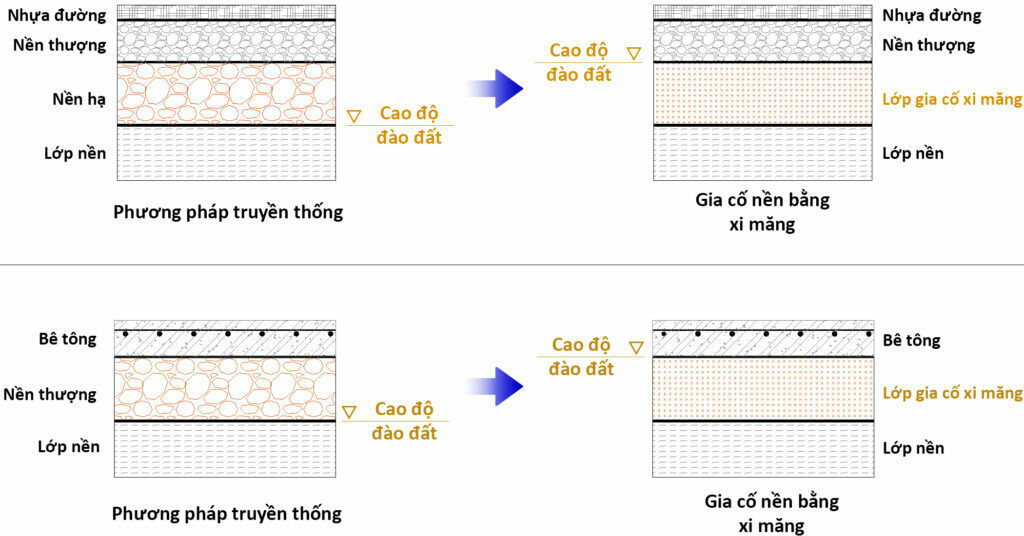 Nhựa đường
Nền thượng
Nền hạ
Lớp nền
Cao độ
đào đất
Phương pháp truyền thống
Cao độ
đào đất
Nhựa đường
Nền thượng
Lớp gia cố xi măng
Lớp nền
Gia cố nền bằng
xi măng
Bê tông
Nền thượng
Lớp nền
Cao độ
đào đất
Phương pháp truyền thống
Cao độ
đào đất
Bê tông
Lớp gia cố xi măng
Lớp nền
Gia cố nền bằng
xi măng